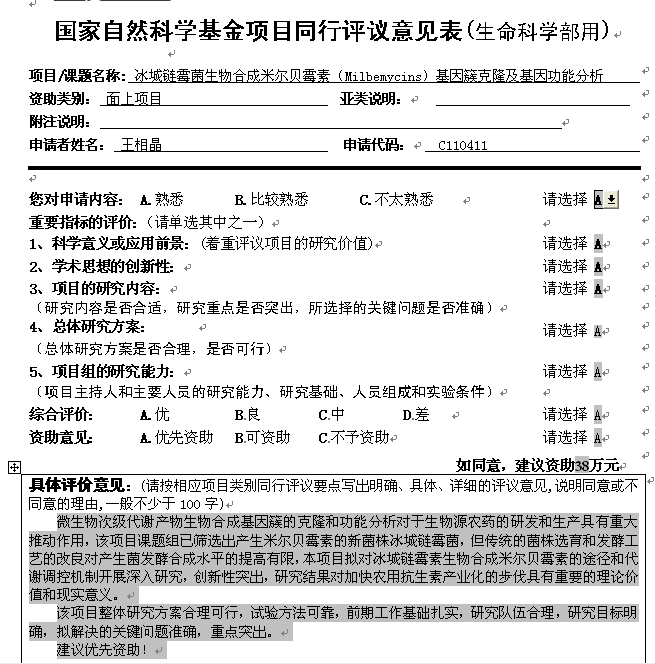 国家自然科学基金项目同行评议意见表(生命科学部用)
项目/课题名称：冰城链霉菌生物合成米尔贝霉素（Milbemycins）基因簇克隆及基因功能分析
资助类别： 面上项目 亚类说明：
附注说明：
申请者姓名： 王相晶 申请代码： C110411
您对申请内容： A.熟悉 B.比较熟悉 C.不太熟悉 请选择 A
重要指标的评价：（请单选其中之一）
1、科学意义或应用前景：(着重评议项目的研究价值) 请选择 A
2、学术思想的创新性： 请选择 A
3、项目的研究内容： 请选择 A
（研究内容是否合适，研究重点是否突出，所选择的关键问题是否准确）
4、总体研究方案： 请选择 A
（总体研究方案是否合理，是否可行）
5、项目组的研究能力： 请选择 A
（项目主持人和主要人员的研究能力、研究基础、人员组成和实验条件）
综合评价： A.优 B.良 C.中 D.差 请选择 A
资助意见： A.优先资助 B.可资助 C.不予资助 请选择 A
如同意，建议资助38万元
具体评价意见：(请按相应项目类别同行评议要点写出明确、具体、详细的评议意见,说明同意或不
同意的理由,一般不少于 100 字)
微生物次级代谢产物生物合成基因簇的克隆和功能分析对于生物源农药的研发和生产具有重大
推动作用，该项目课题组已筛选出产生米尔贝霉素的新菌株冰城链霉菌，但传统的菌株选育和发酵工
艺的改良对产生菌发酵合成水平的提高有限,本项目拟对冰城链霉素生物合成米尔贝霉素的途径和代
谢调控机制开展深入研究，创新性突出，研究结果对加快农用抗生素产业化的步伐具有重要的理论价
值和现实意义。
该项目整体研究方案合理可行，试验方法可靠，前期工作基础扎实，研究队伍合理，研究目标明
确，拟解决的关键问题准确，重点突出。
建议优先资助！